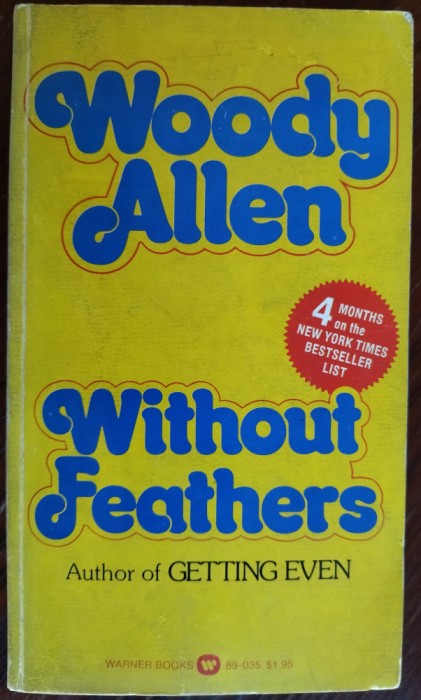 Woody
Allen
4 MONTHS
on the
NEW YORK TIMES
BESTSELLER
LIST
Without
Feathers
Author of GETTING EVEN
WARNER BOOKS W 89-035 $1.95